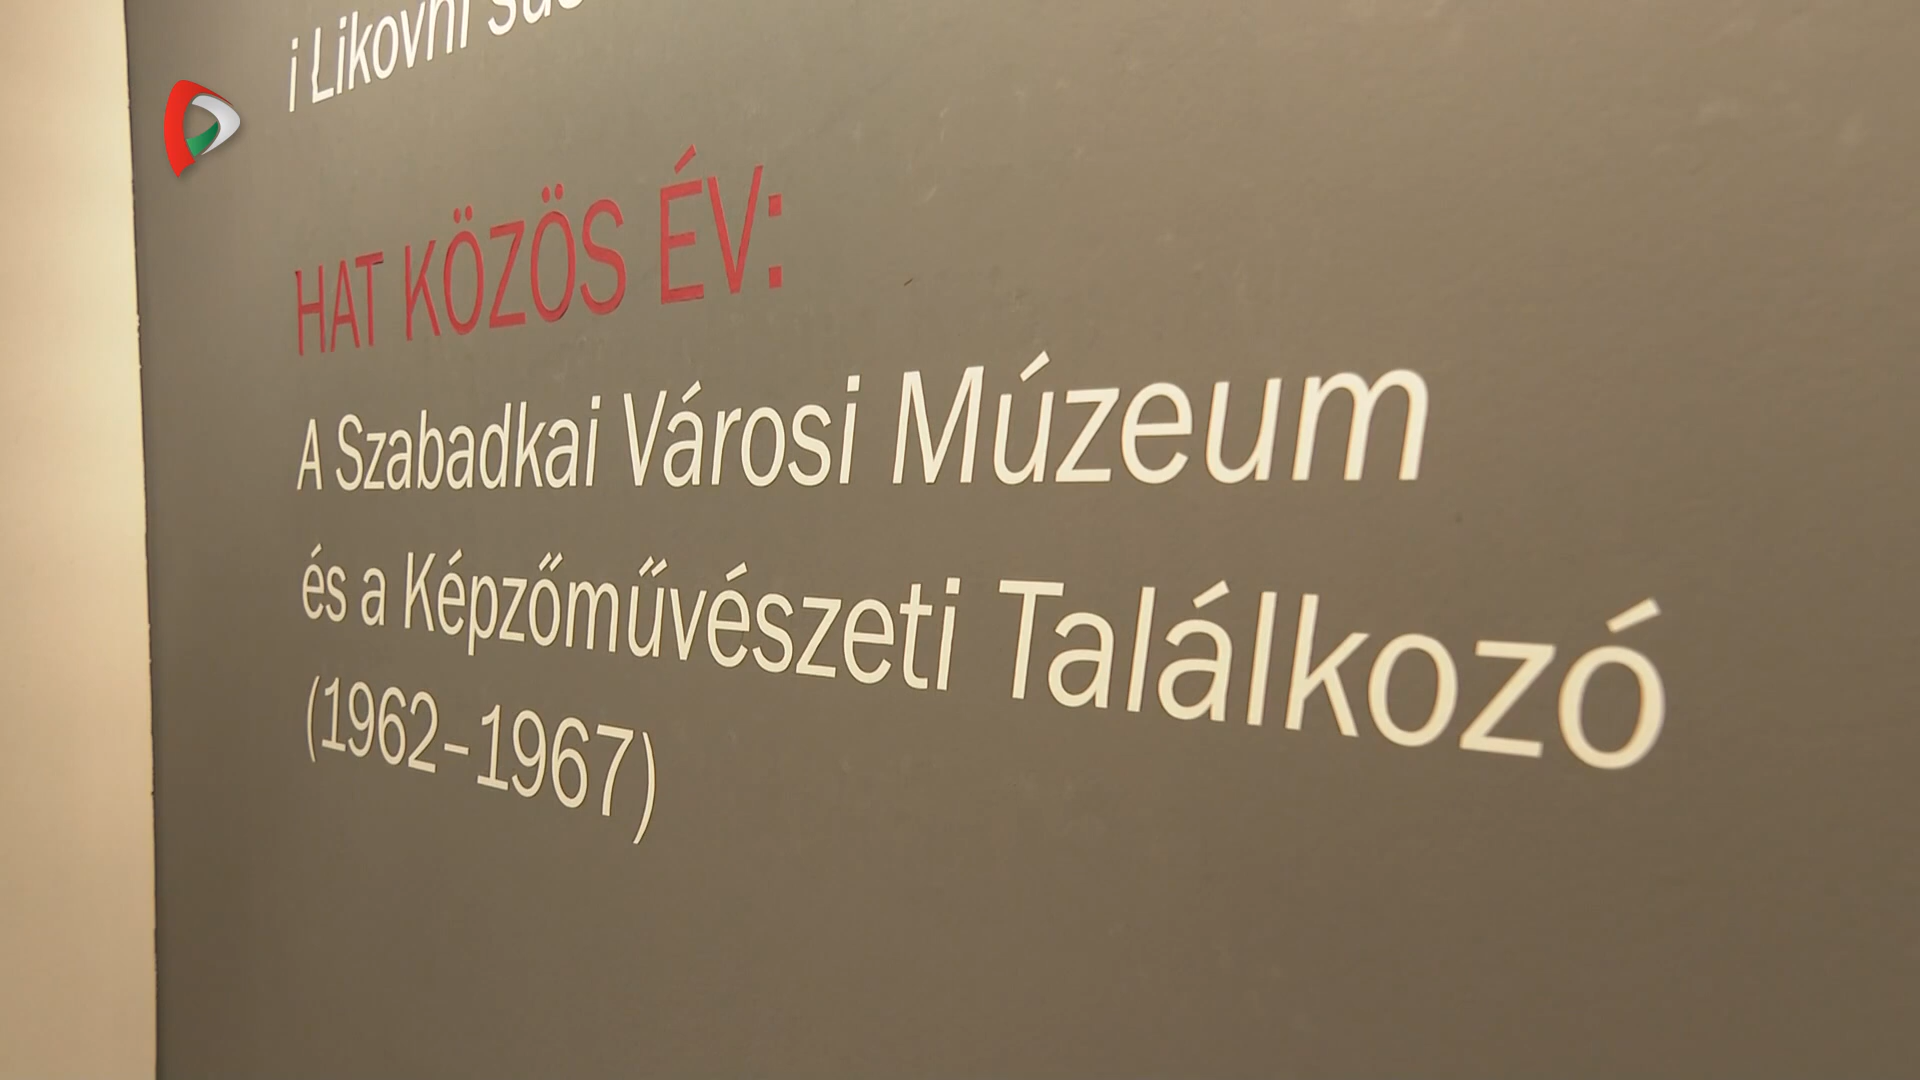 i Likovni
HAT KÖZÖS ÉV:
A Szabadkai Városi Múzeum
és a Képzőművészeti Találkozó
(1962–1967)